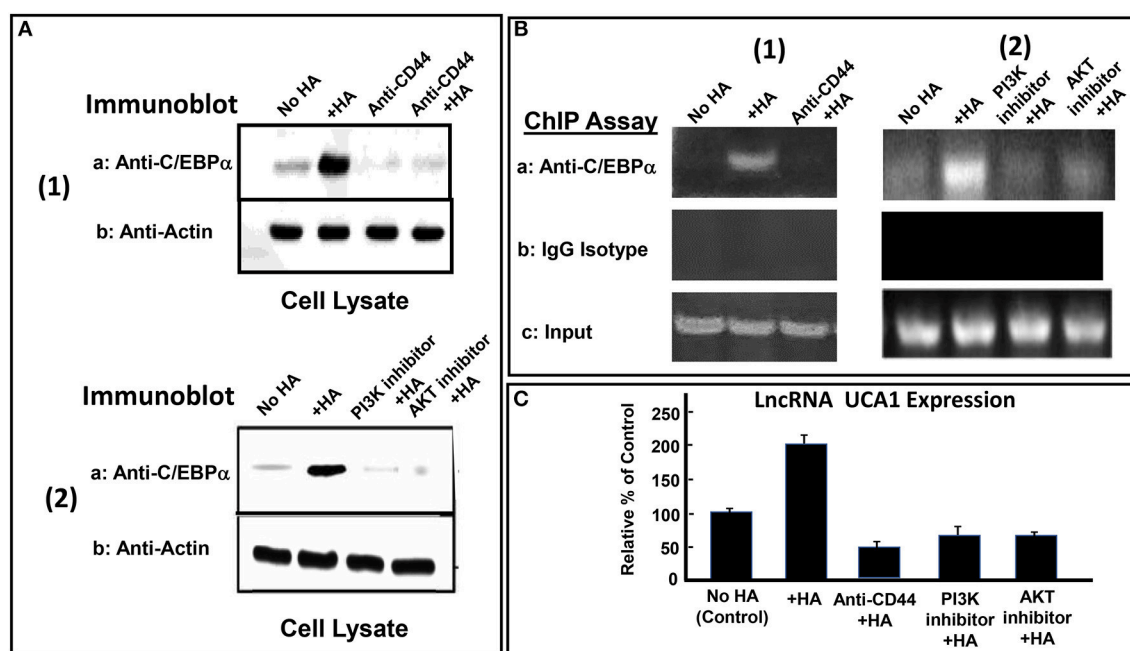 A
No HA
+HA
Anti-CD44
Anti-CD44
+HA
Immunoblot
(1)
a: Anti-C/EBPα
b: Anti-Actin
Cell Lysate
No HA
+HA
PI3K inhibitor
+HA
AKT inhibitor
+HA
Immunoblot
(2)
a: Anti-C/EBPα
b: Anti-Actin
Cell Lysate
B
(1)
(2)
No HA
+HA
Anti-CD44
+HA
No HA
+HA
PI3K
inhibitor
+HA
AKT
inhibitor
+HA
ChIP Assay
a: Anti-C/EBPα
b: IgG Isotype
c: Input
C
LncRNA UCA1 Expression
Relative % of Control
250
200
150
100
50
0
No HA
(Control)
+HA
Anti-CD44
+HA
PI3K
inhibitor
+HA
AKT
inhibitor
+HA